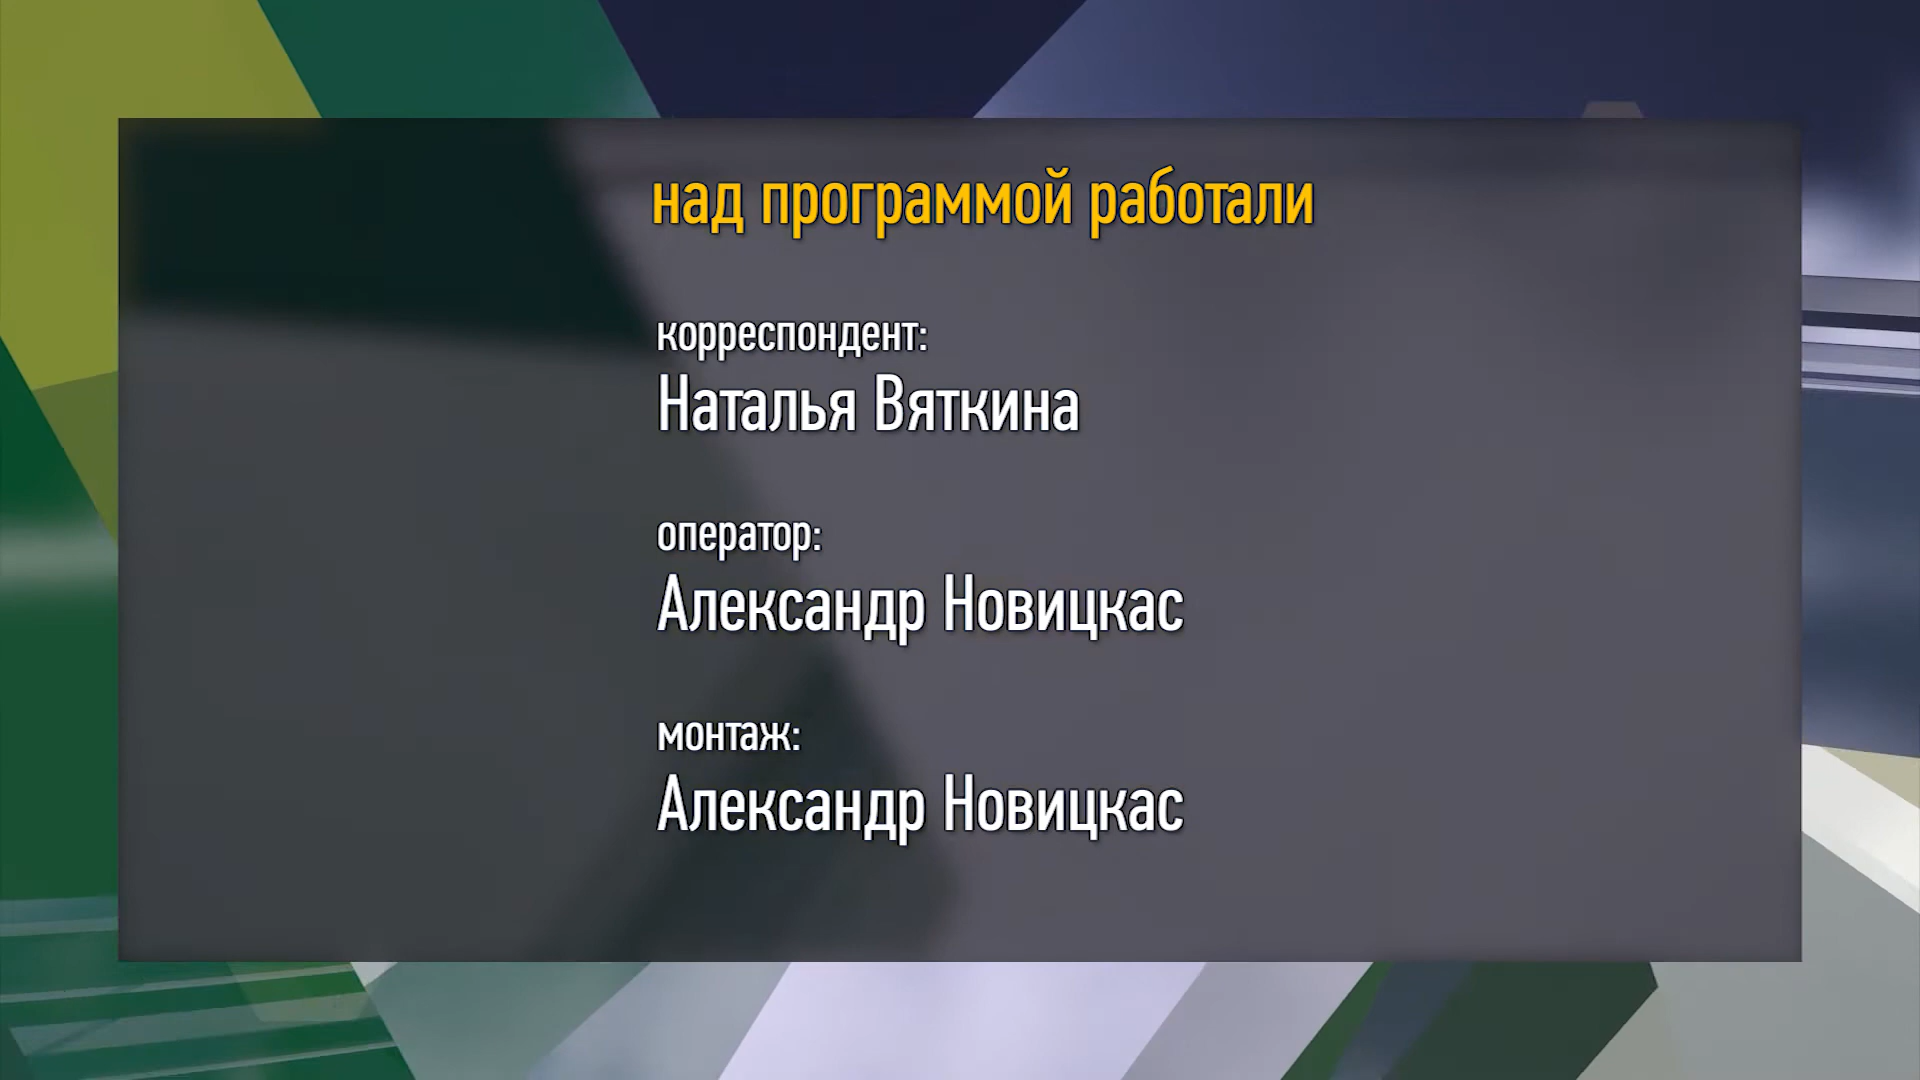 над программой работали
корреспондент:
Наталья Вяткина
оператор:
Александр Новицкас
монтаж:
Александр Новицкас